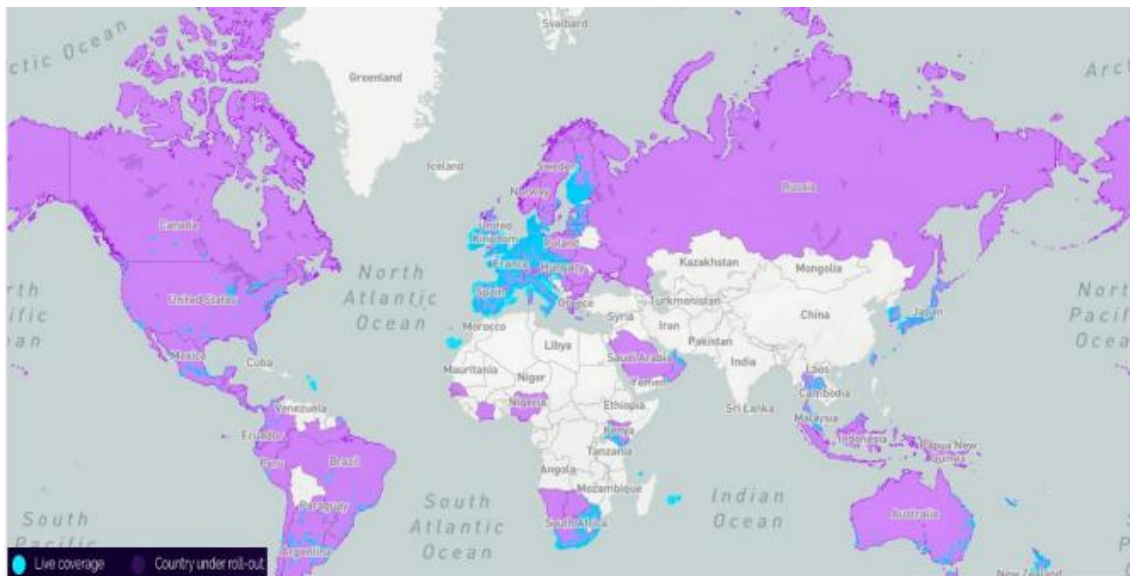 Svalbard
Arctic Ocean
Greenland
Iceland
Sweden
Norway
Russia
United
Kingdom
Poland
Canada
France
Hungary
Kazakhstan
Mongolia
North
Atlantic
Ocean
United States
Spain
Greece
Turkmenistan
Syria
Iran
China
Japan
Morocco
Libya
Pakistan
Mexico
Cuba
Mauritania
Niger
Saudi Arabia
India
Laos
Yemen
Cambodia
Venezuela
Nigeria
Ethiopia
Sri Lanka
Malaysia
Ecuador
Kenya
Indonesia
Papua New
Guinea
Peru
Brazil
Tanzania
Angola
Mozambique
Paraguay
South
Atlantic
Ocean
Indian
Ocean
South Africa
Australia
South
Pacific
Argentina
New Zealand
Live coverage
Country under roll-out